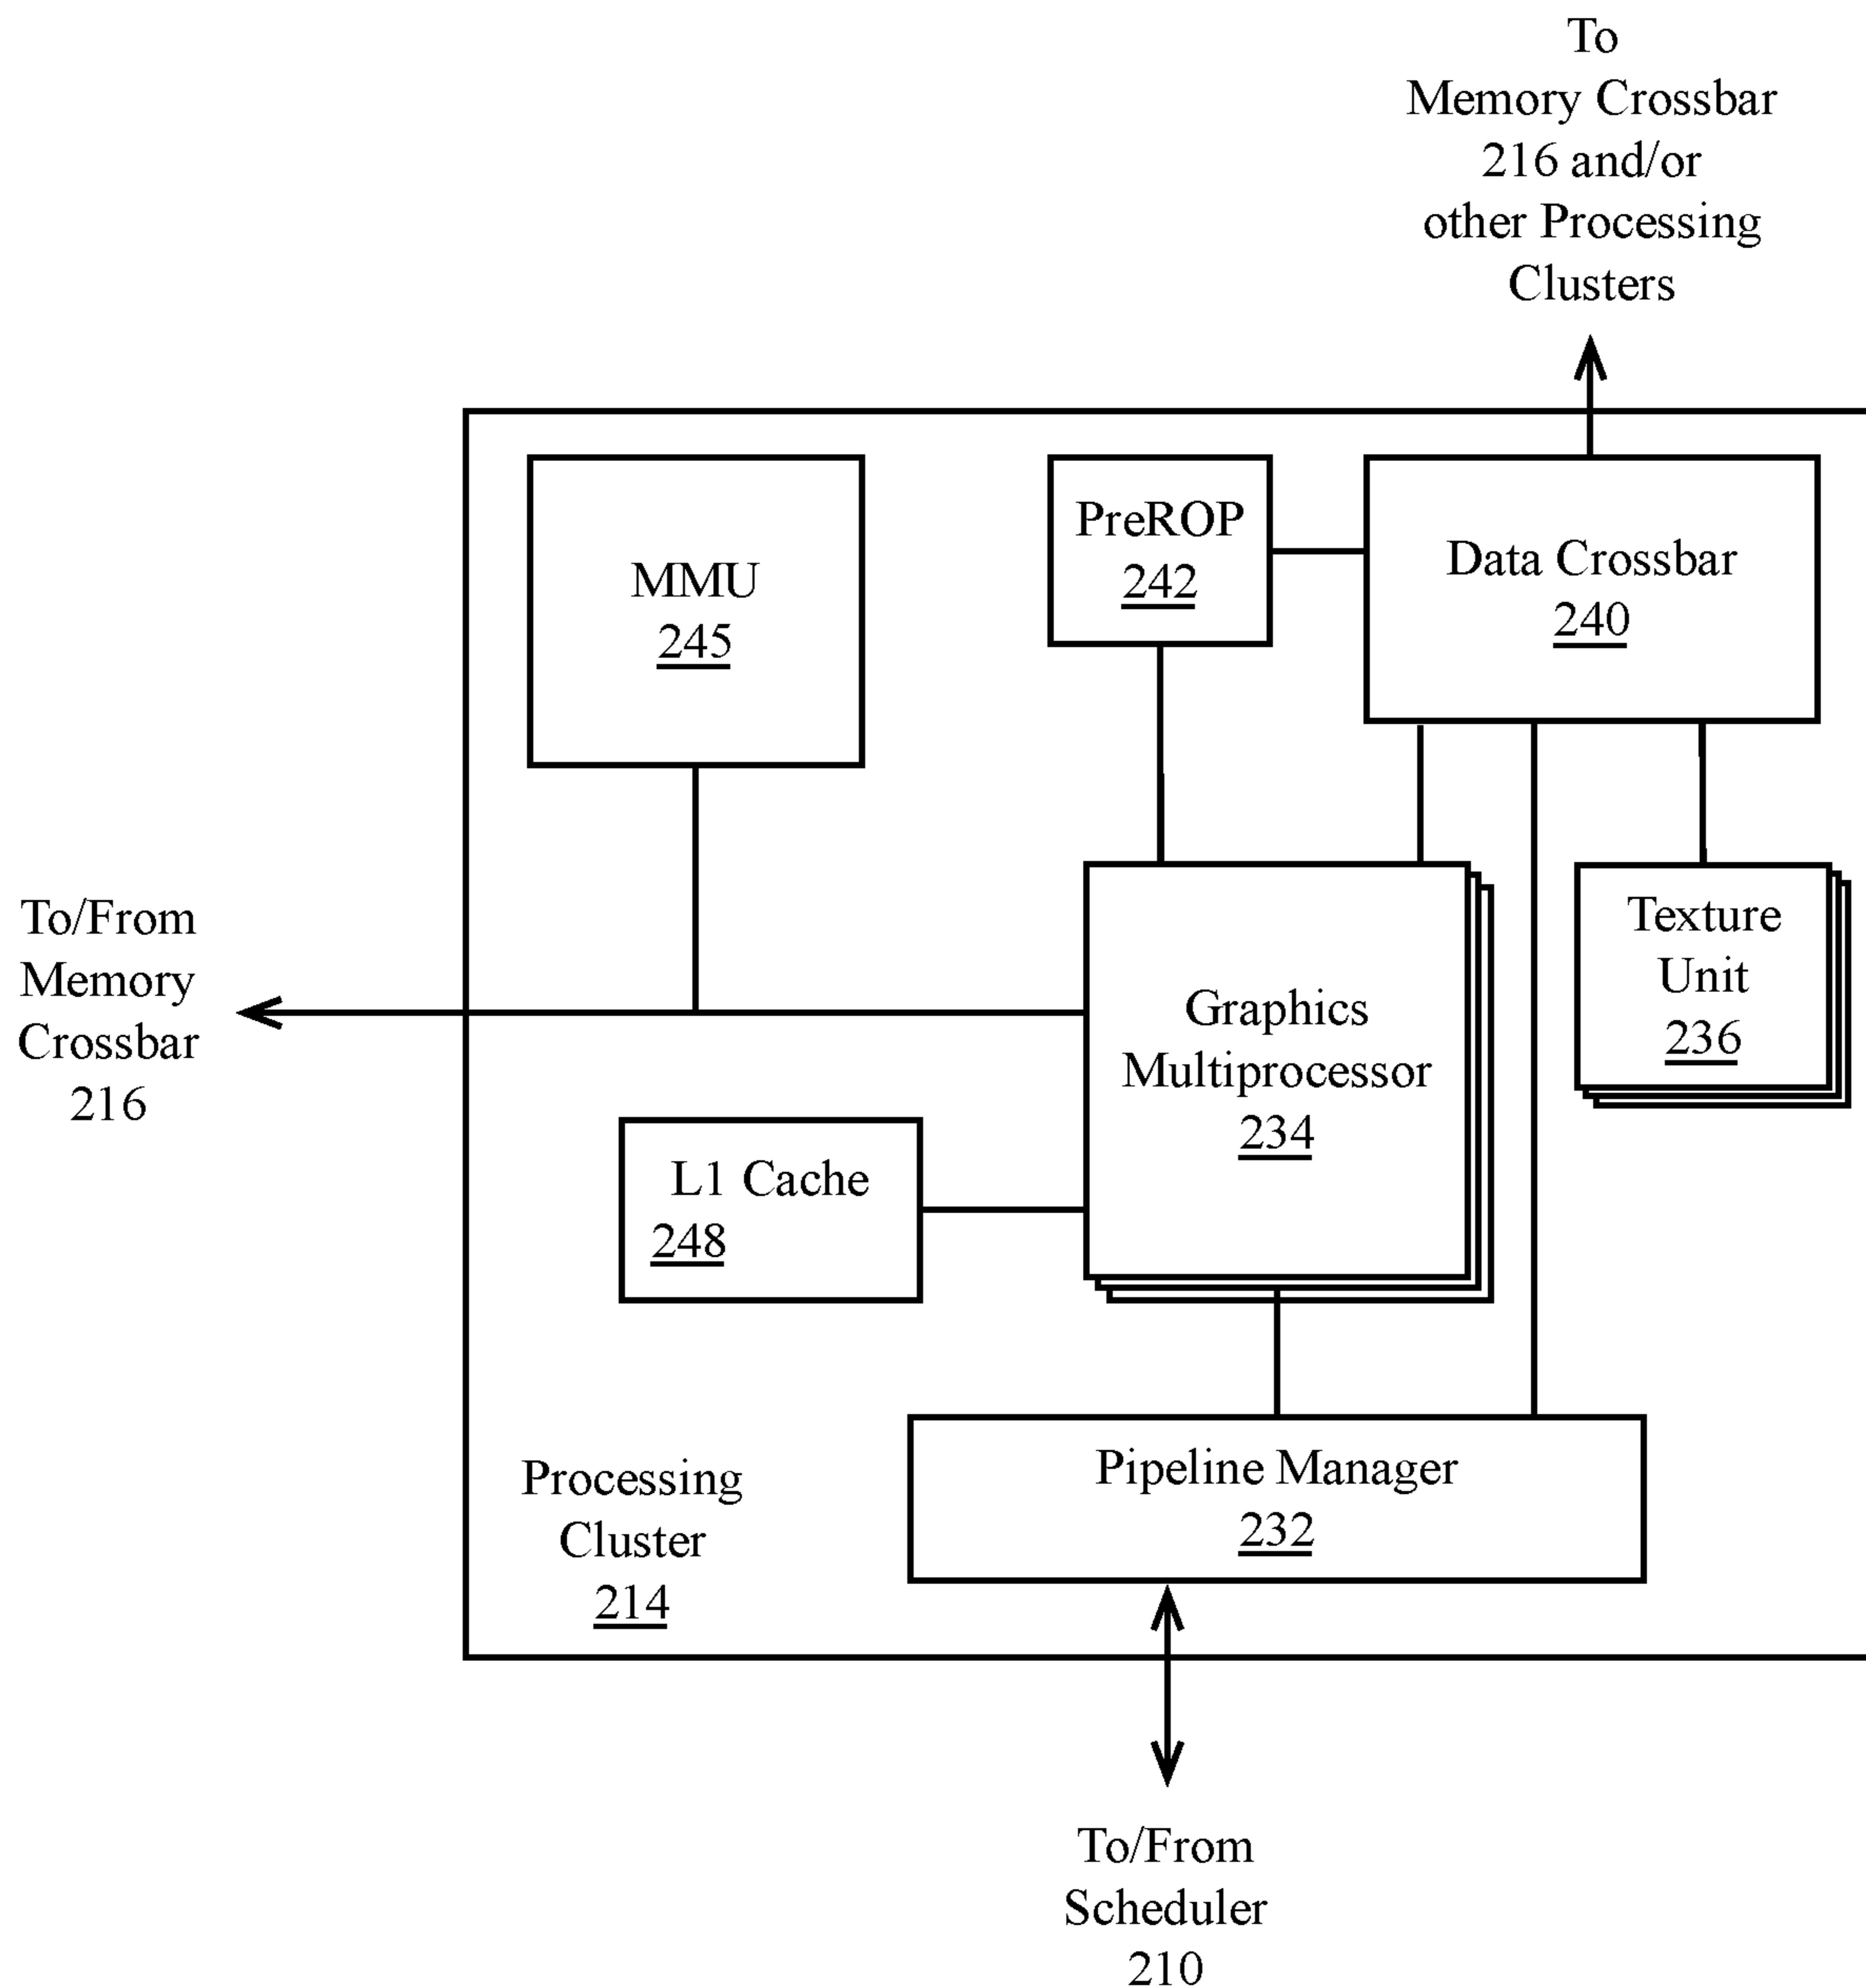 To
Memory Crossbar
216 and/or
other Processing
Clusters
MMU
245
PreROP
242
Data Crossbar
240
To/From
Memory
Crossbar
216
Graphics
Multiprocessor
234
Texture
Unit
236
L1 Cache
248
Processing
Cluster
214
Pipeline Manager
232
To/From
Scheduler
210